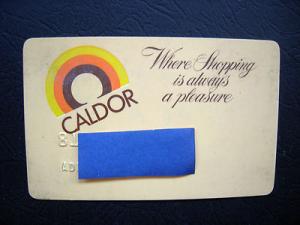 CALDOR
Where Shopping
is always
a pleasure